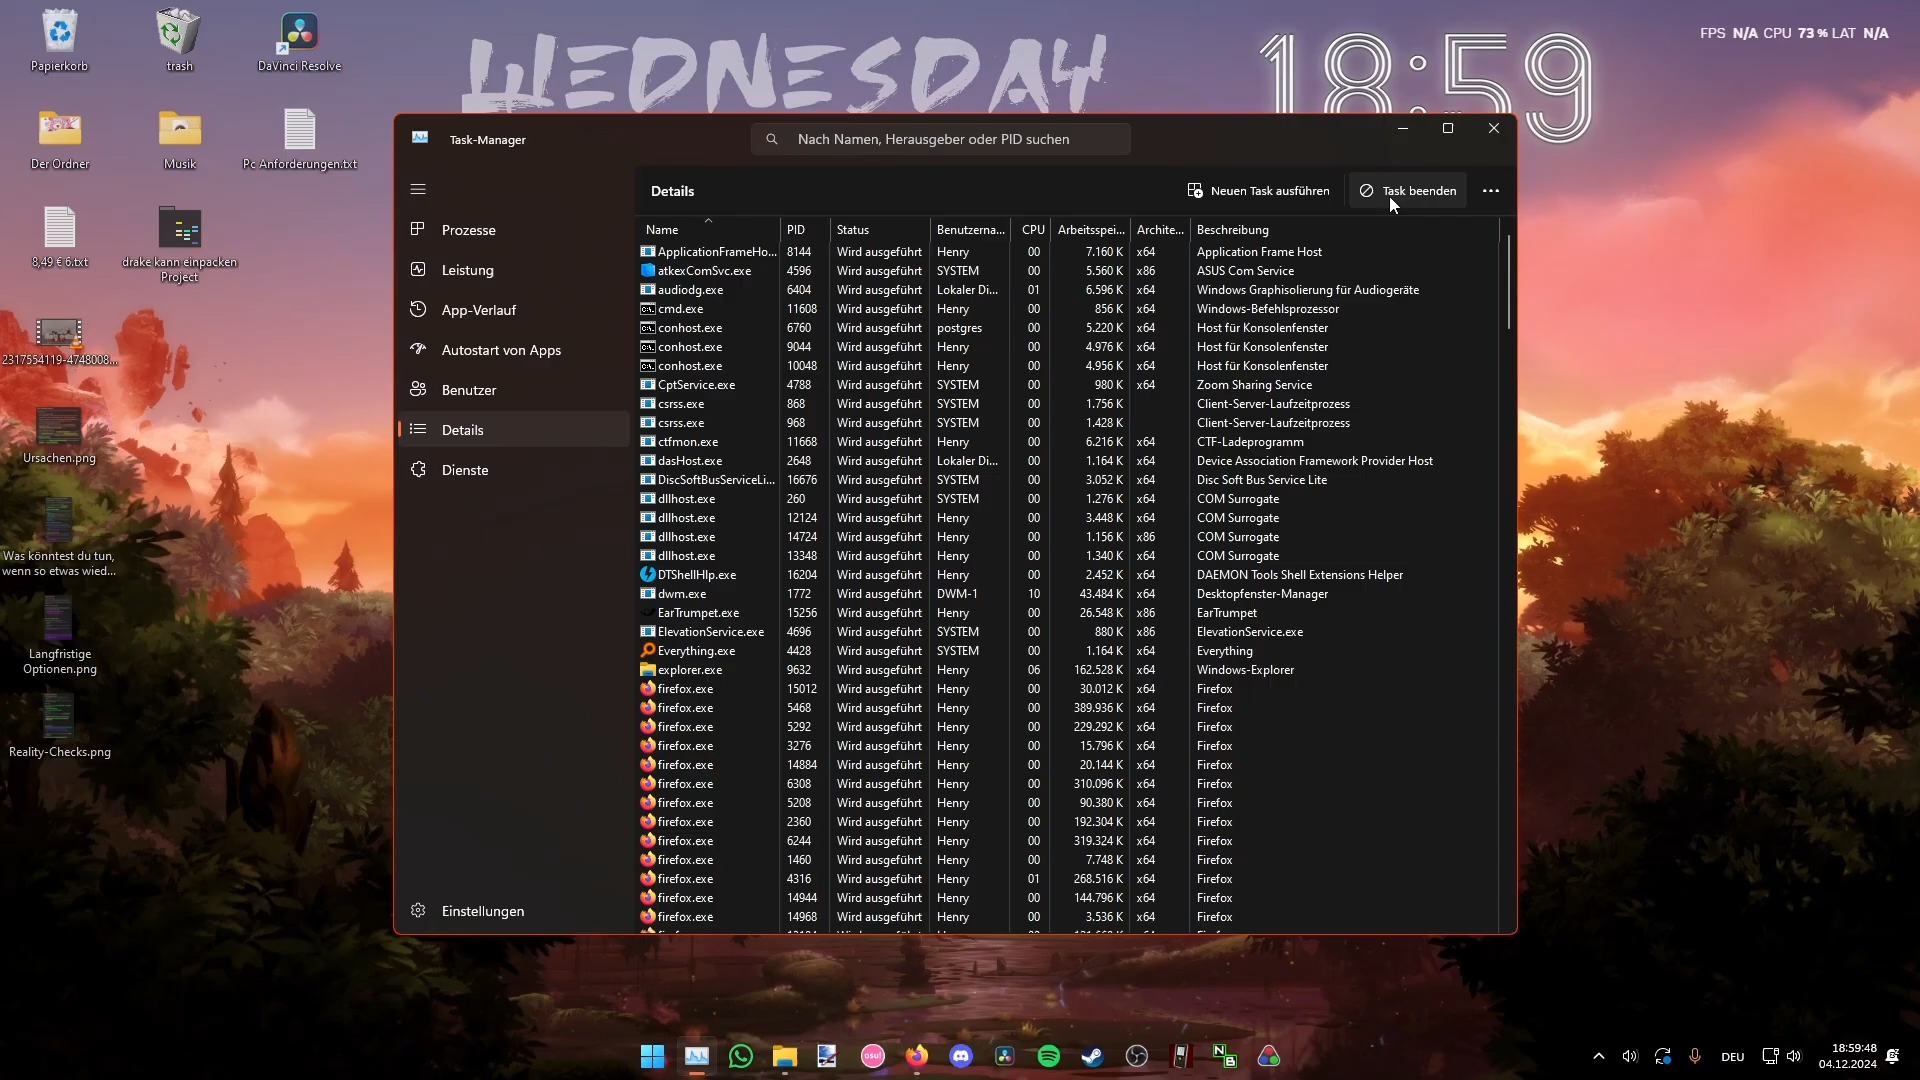 WEDNESDAY
18:59
FPS N/A CPU 73 % LAT N/A
Papierkorb
trash
DaVinci Resolve
Der Ordner
Musik
Pc Anforderungen.txt
8,49 € 6.txt
drake kann einpacken
Project
2317554119-4748008...
Ursachen.png
Was könntest du tun,
wenn so etwas wied...
Langfristige
Optionen.png
Reality-Checks.png
Task-Manager
Nach Namen, Herausgeber oder PID suchen
Prozesse
Leistung
App-Verlauf
Autostart von Apps
Benutzer
Details
Dienste
Einstellungen
Details
Neuen Task ausführen
Task beenden
Name PID Status Benutzerna... CPU Arbeitsspei... Archite... Beschreibung
ApplicationFrameHo... 8144 Wird ausgeführt Henry 00 7.160 K x64 Application Frame Host
atkexComSvc.exe 4596 Wird ausgeführt SYSTEM 00 5.560 K x86 ASUS Com Service
audiodg.exe 6404 Wird ausgeführt Lokaler Di... 01 6.596 K x64 Windows Graphisolierung für Audiogeräte
cmd.exe 11608 Wird ausgeführt Henry 00 856 K x64 Windows-Befehlsprozessor
conhost.exe 6760 Wird ausgeführt postgres 00 5.220 K x64 Host für Konsolenfenster
conhost.exe 9044 Wird ausgeführt Henry 00 4.976 K x64 Host für Konsolenfenster
conhost.exe 10048 Wird ausgeführt Henry 00 4.956 K x64 Host für Konsolenfenster
CptService.exe 4788 Wird ausgeführt SYSTEM 00 980 K x64 Zoom Sharing Service
csrss.exe 868 Wird ausgeführt SYSTEM 00 1.756 K Client-Server-Laufzeitprozess
csrss.exe 968 Wird ausgeführt SYSTEM 00 1.428 K Client-Server-Laufzeitprozess
ctfmon.exe 11668 Wird ausgeführt Henry 00 6.216 K x64 CTF-Ladeprogramm
dasHost.exe 2648 Wird ausgeführt Lokaler Di... 00 1.164 K x64 Device Association Framework Provider Host
DiscSoftBusServiceLi... 16676 Wird ausgeführt SYSTEM 00 3.052 K x64 Disc Soft Bus Service Lite
dllhost.exe 260 Wird ausgeführt SYSTEM 00 1.276 K x64 COM Surrogate
dllhost.exe 12124 Wird ausgeführt Henry 00 3.448 K x64 COM Surrogate
dllhost.exe 14724 Wird ausgeführt Henry 00 1.156 K x86 COM Surrogate
dllhost.exe 13348 Wird ausgeführt Henry 00 1.340 K x64 COM Surrogate
DTShellHlp.exe 16204 Wird ausgeführt Henry 00 2.452 K x64 DAEMON Tools Shell Extensions Helper
dwm.exe 1772 Wird ausgeführt DWM-1 10 43.484 K x64 Desktopfenster-Manager
EarTrumpet.exe 15256 Wird ausgeführt Henry 00 26.548 K x86 EarTrumpet
ElevationService.exe 4696 Wird ausgeführt SYSTEM 00 880 K x86 ElevationService.exe
Everything.exe 4428 Wird ausgeführt SYSTEM 00 1.164 K x64 Everything
explorer.exe 9632 Wird ausgeführt Henry 06 162.528 K x64 Windows-Explorer
firefox.exe 15012 Wird ausgeführt Henry 00 30.012 K x64 Firefox
firefox.exe 5468 Wird ausgeführt Henry 00 389.936 K x64 Firefox
firefox.exe 5292 Wird ausgeführt Henry 00 229.292 K x64 Firefox
firefox.exe 3276 Wird ausgeführt Henry 00 15.796 K x64 Firefox
firefox.exe 14884 Wird ausgeführt Henry 00 20.144 K x64 Firefox
firefox.exe 6308 Wird ausgeführt Henry 00 310.096 K x64 Firefox
firefox.exe 5208 Wird ausgeführt Henry 00 90.380 K x64 Firefox
firefox.exe 2360 Wird ausgeführt Henry 00 192.304 K x64 Firefox
firefox.exe 6244 Wird ausgeführt Henry 00 319.324 K x64 Firefox
firefox.exe 1460 Wird ausgeführt Henry 00 7.748 K x64 Firefox
firefox.exe 4316 Wird ausgeführt Henry 01 268.516 K x64 Firefox
firefox.exe 14944 Wird ausgeführt Henry 00 144.796 K x64 Firefox
firefox.exe 14968 Wird ausgeführt Henry 00 3.536 K x64 Firefox
osu!
DEU
18:59:48
04.12.2024